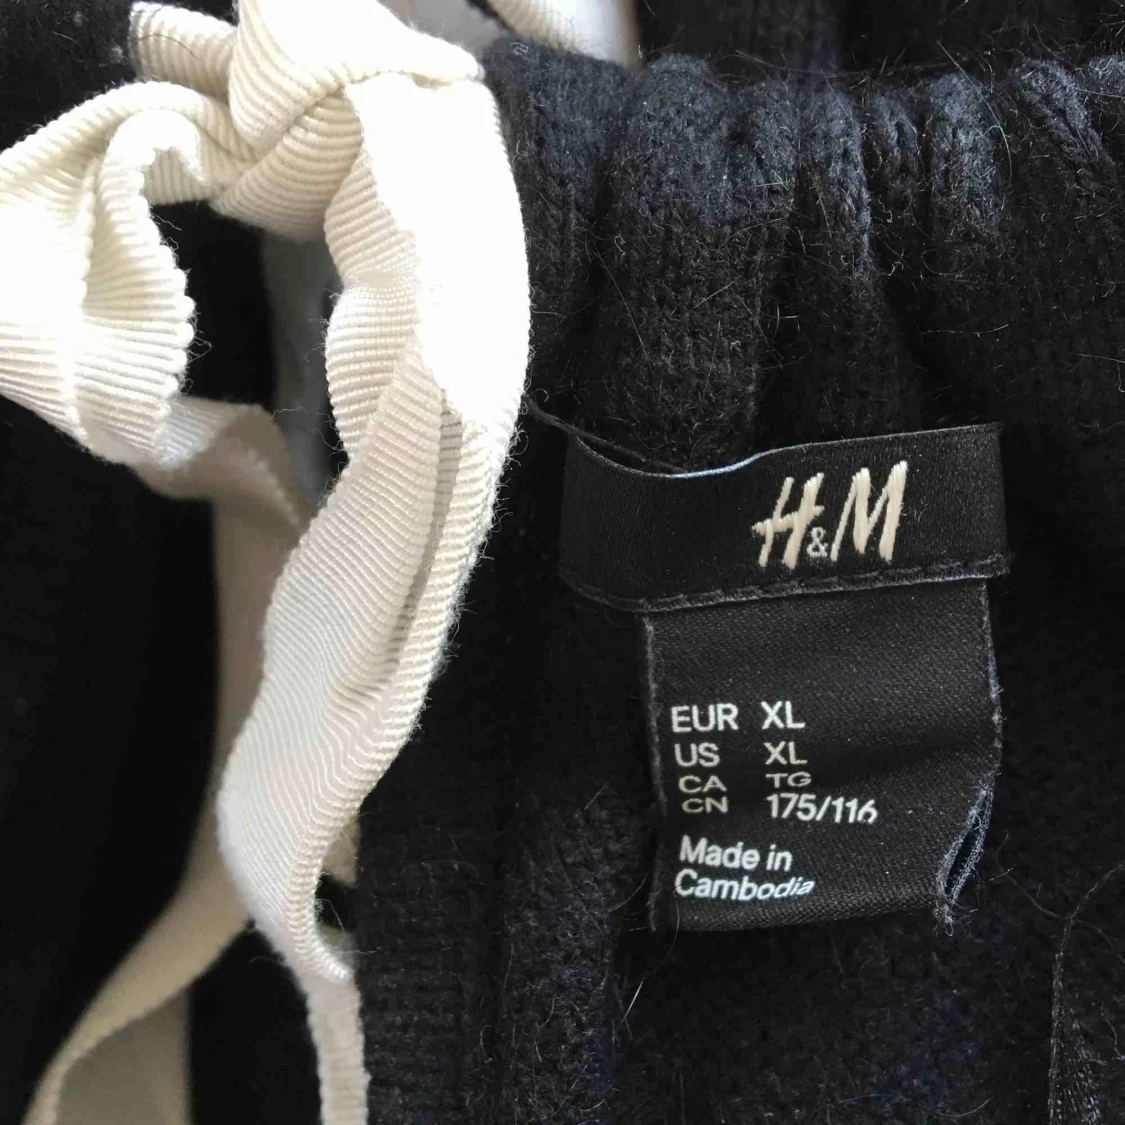 H&M
EUR XL
US XL
CA TG
CN 175/116
Made in
Cambodia